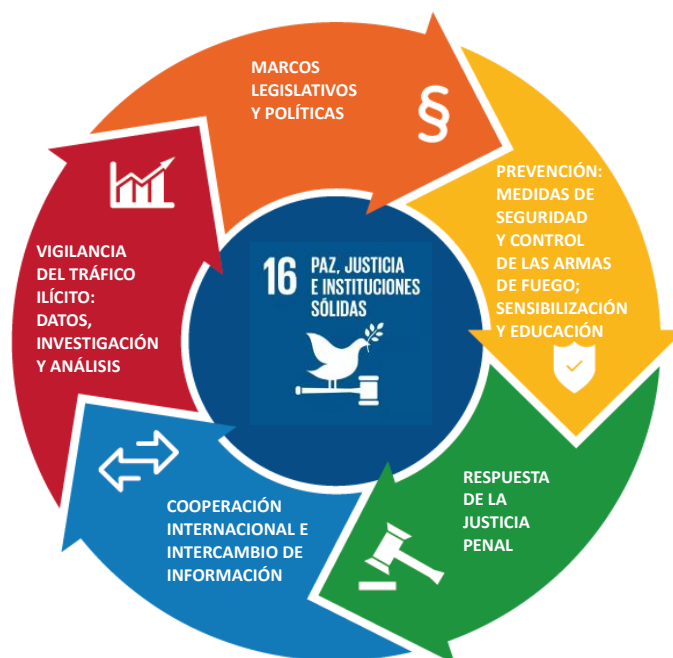 MARCOS
LEGISLATIVOS
Y POLÍTICAS
§
PREVENCIÓN:
MEDIDAS DE
SEGURIDAD
Y CONTROL
DE LAS ARMAS
DE FUEGO;
SENSIBILIZACIÓN
Y EDUCACIÓN
RESPUESTA
DE LA
JUSTICIA
PENAL
COOPERACIÓN
INTERNACIONAL E
INTERCAMBIO DE
INFORMACIÓN
VIGILANCIA
DEL TRÁFICO
ILÍCITO:
DATOS,
INVESTIGACIÓN
Y ANÁLISIS
16 PAZ, JUSTICIA
E INSTITUCIONES
SÓLIDAS